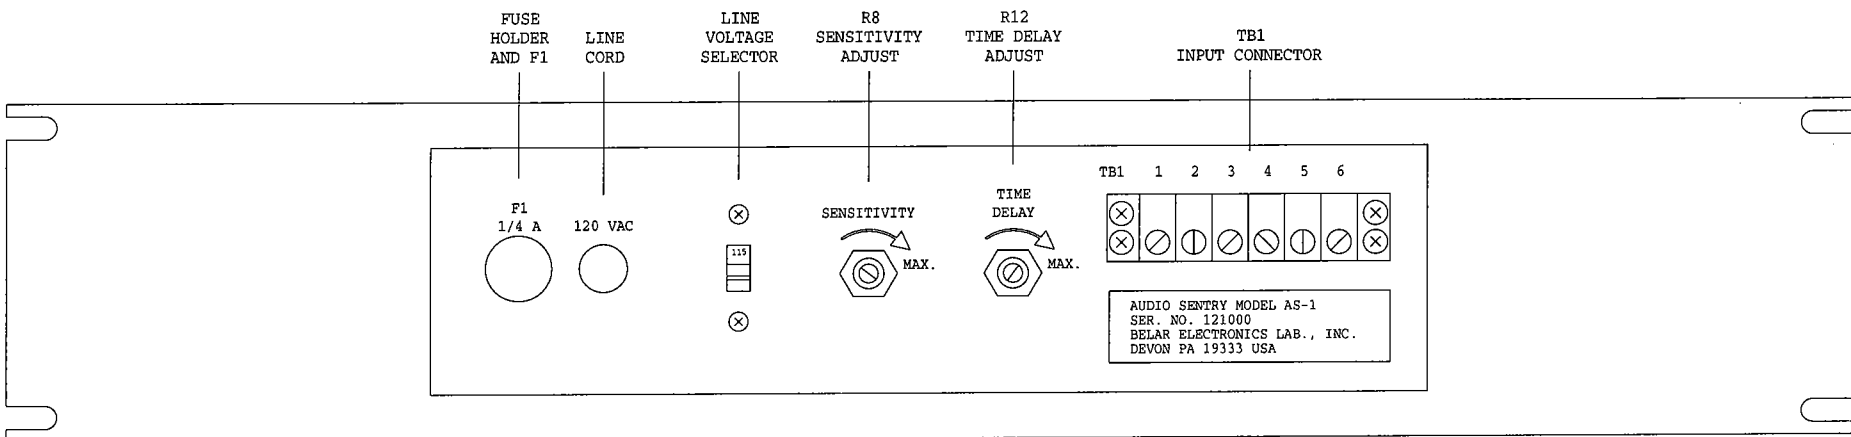 FUSE
HOLDER
AND F1
LINE
CORD
LINE
VOLTAGE
SELECTOR
R8
SENSITIVITY
ADJUST
R12
TIME DELAY
ADJUST
TB1
INPUT CONNECTOR
F1
1/4 A
120 VAC
115
SENSITIVITY
MAX.
TIME
DELAY
MAX.
TB1 1 2 3 4 5 6
AUDIO SENTRY MODEL AS-1
SER. NO. 121000
BELAR ELECTRONICS LAB., INC.
DEVON PA 19333 USA